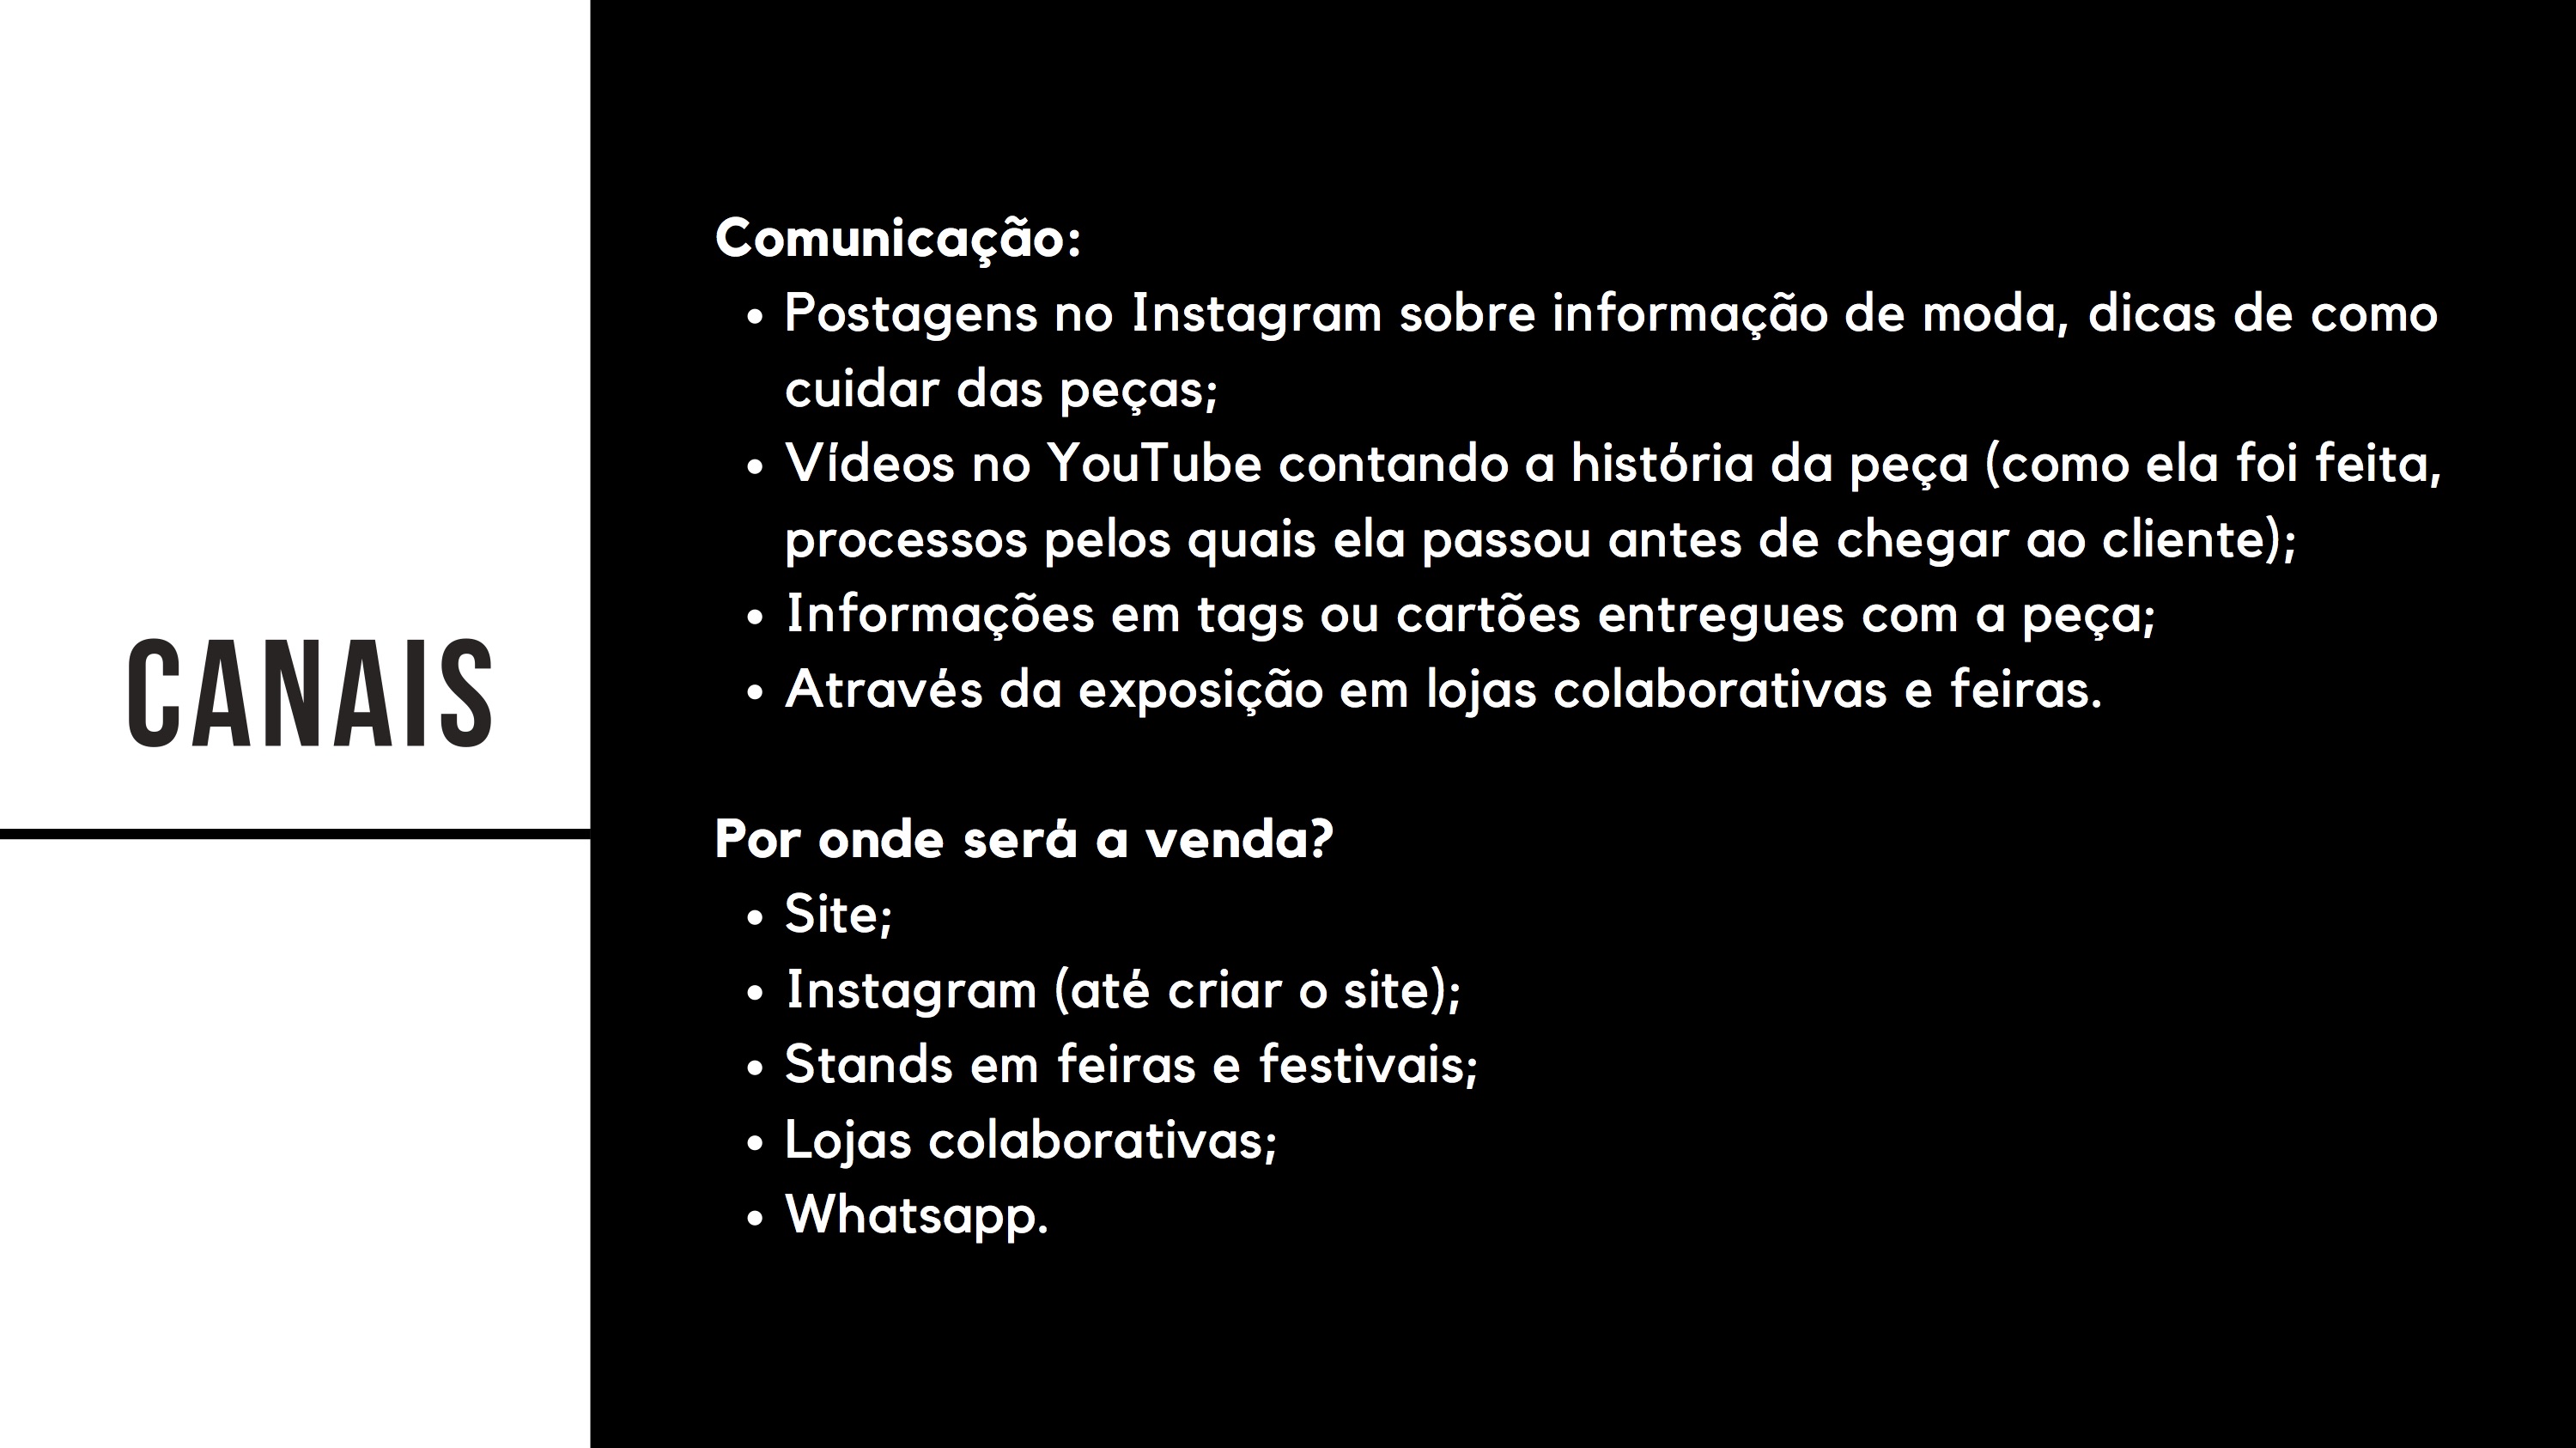 CANAIS
Comunicação:
• Postagens no Instagram sobre informação de moda, dicas de como
cuidar das peças;
• Vídeos no YouTube contando a história da peça (como ela foi feita,
processos pelos quais ela passou antes de chegar ao cliente);
• Informações em tags ou cartões entregues com a peça;
• Através da exposição em lojas colaborativas e feiras.
Por onde será a venda?
• Site;
• Instagram (até criar o site);
• Stands em feiras e festivais;
• Lojas colaborativas;
• Whatsapp.